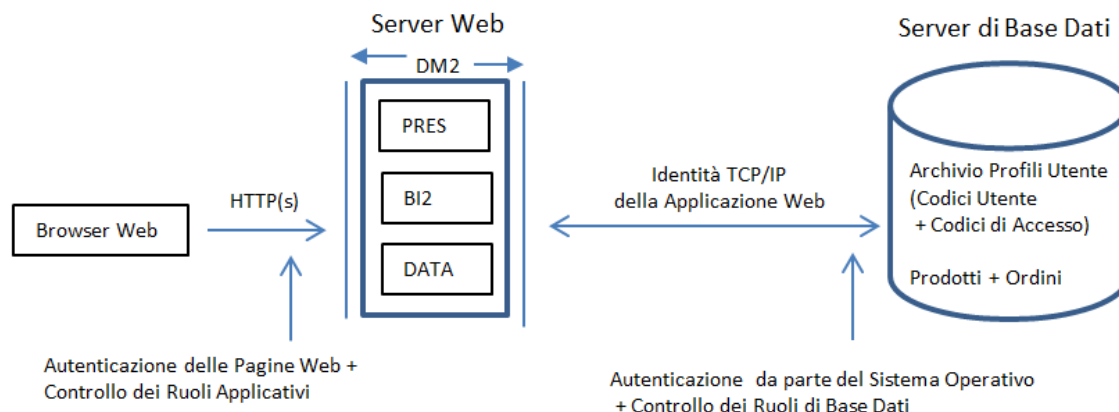 Server Web
Server di Base Dati
DM2
PRES
BI2
DATA
Browser Web
HTTP(s)
Identità TCP/IP
della Applicazione Web
Archivio Profili Utente
(Codici Utente
+ Codici di Accesso)
Prodotti + Ordini
Autenticazione delle Pagine Web +
Controllo dei Ruoli Applicativi
Autenticazione da parte del Sistema Operativo
+ Controllo dei Ruoli di Base Dati